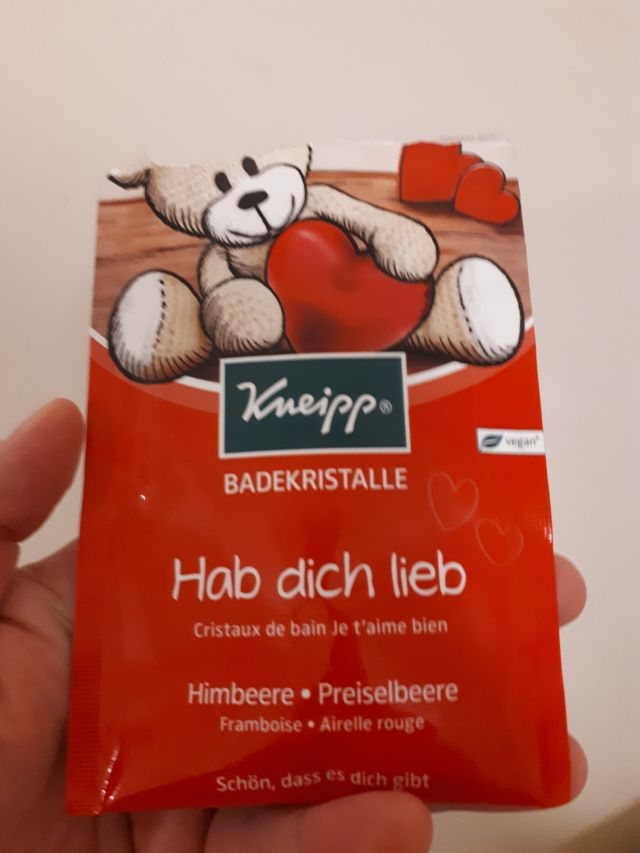 Kneipp®
vegan*
BADEKRISTALLE
Hab dich lieb
Cristaux de bain Je t'aime bien
Himbeere • Preiselbeere
Framboise • Airelle rouge
Schön, dass es dich gibt